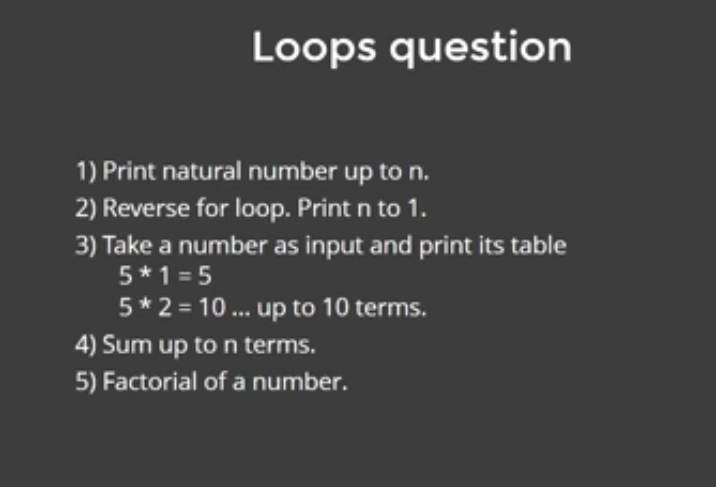 Loops question
1) Print natural number up to n.
2) Reverse for loop. Print n to 1.
3) Take a number as input and print its table
5 * 1 = 5
5 * 2 = 10 ... up to 10 terms.
4) Sum up to n terms.
5) Factorial of a number.